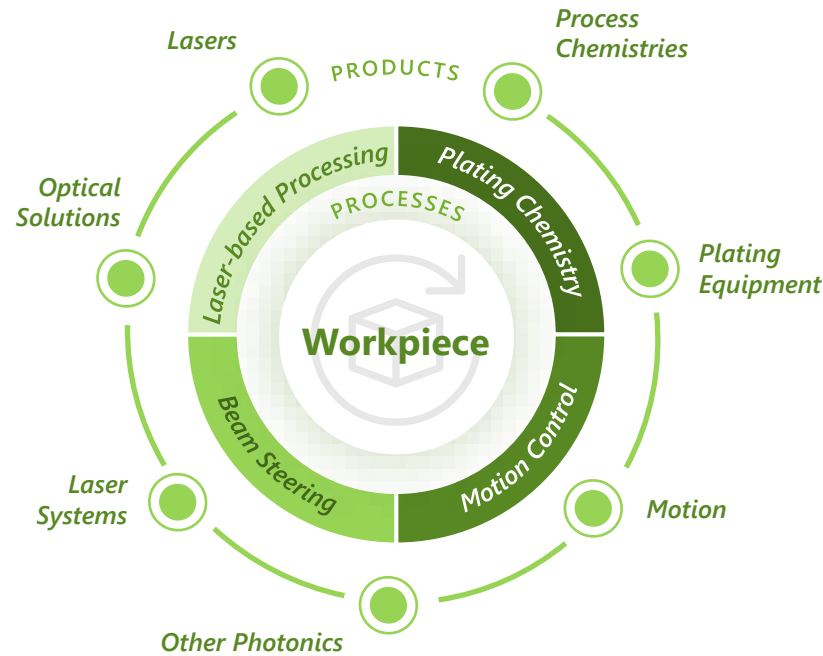 Lasers
PRODUCTS
Process
Chemistries
Optical
Solutions
Laser-based Processing
Plating Chemistry
PROCESSES
Plating
Equipment
Workpiece
Beam Steering
Motion Control
Laser
Systems
Motion
Other Photonics